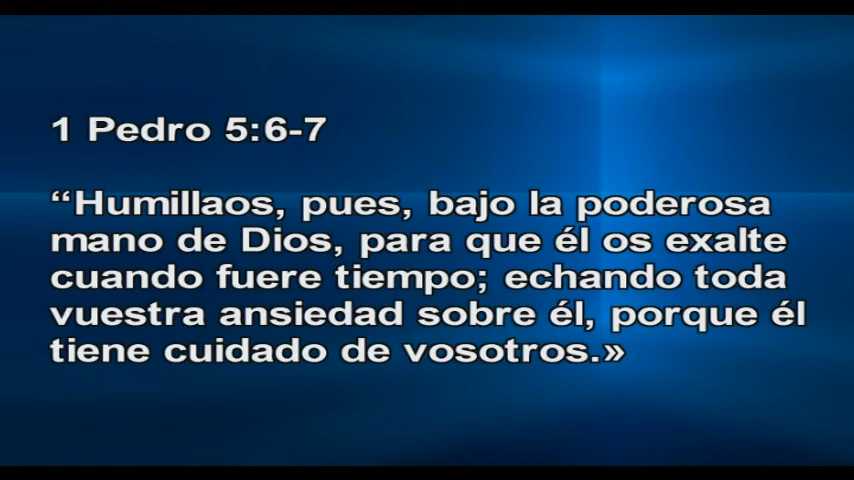 1 Pedro 5:6-7
“Humillaos, pues, bajo la poderosa
mano de Dios, para que él os exalte
cuando fuere tiempo; echando toda
vuestra ansiedad sobre él, porque él
tiene cuidado de vosotros.»